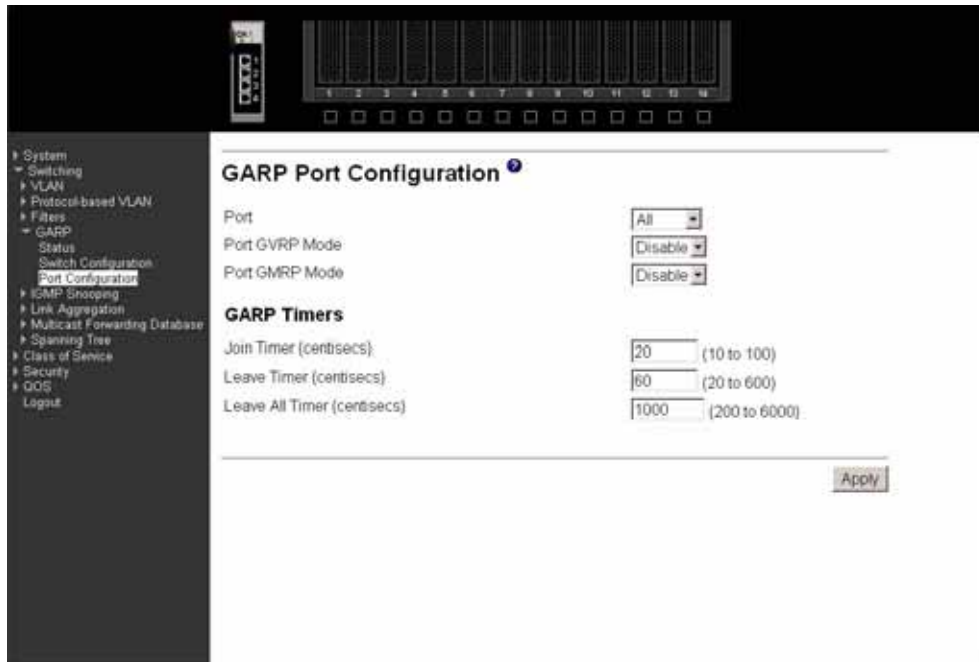 1 2 3 4 5 6 7 8 9 10 11 12 13 14
System
Switching
VLAN
Protocol-based VLAN
Filters
GARP
Status
Switch Configuration
Port Configuration
IGMP Snooping
Link Aggregation
Multicast Forwarding Database
Spanning Tree
Class of Service
Security
QOS
Logout
GARP Port Configuration ?
Port All
Port GVRP Mode Disable
Port GMRP Mode Disable
GARP Timers
Join Timer (centisecs) 20 (10 to 100)
Leave Timer (centisecs) 60 (20 to 600)
Leave All Timer (centisecs) 1000 (200 to 6000)
Apply